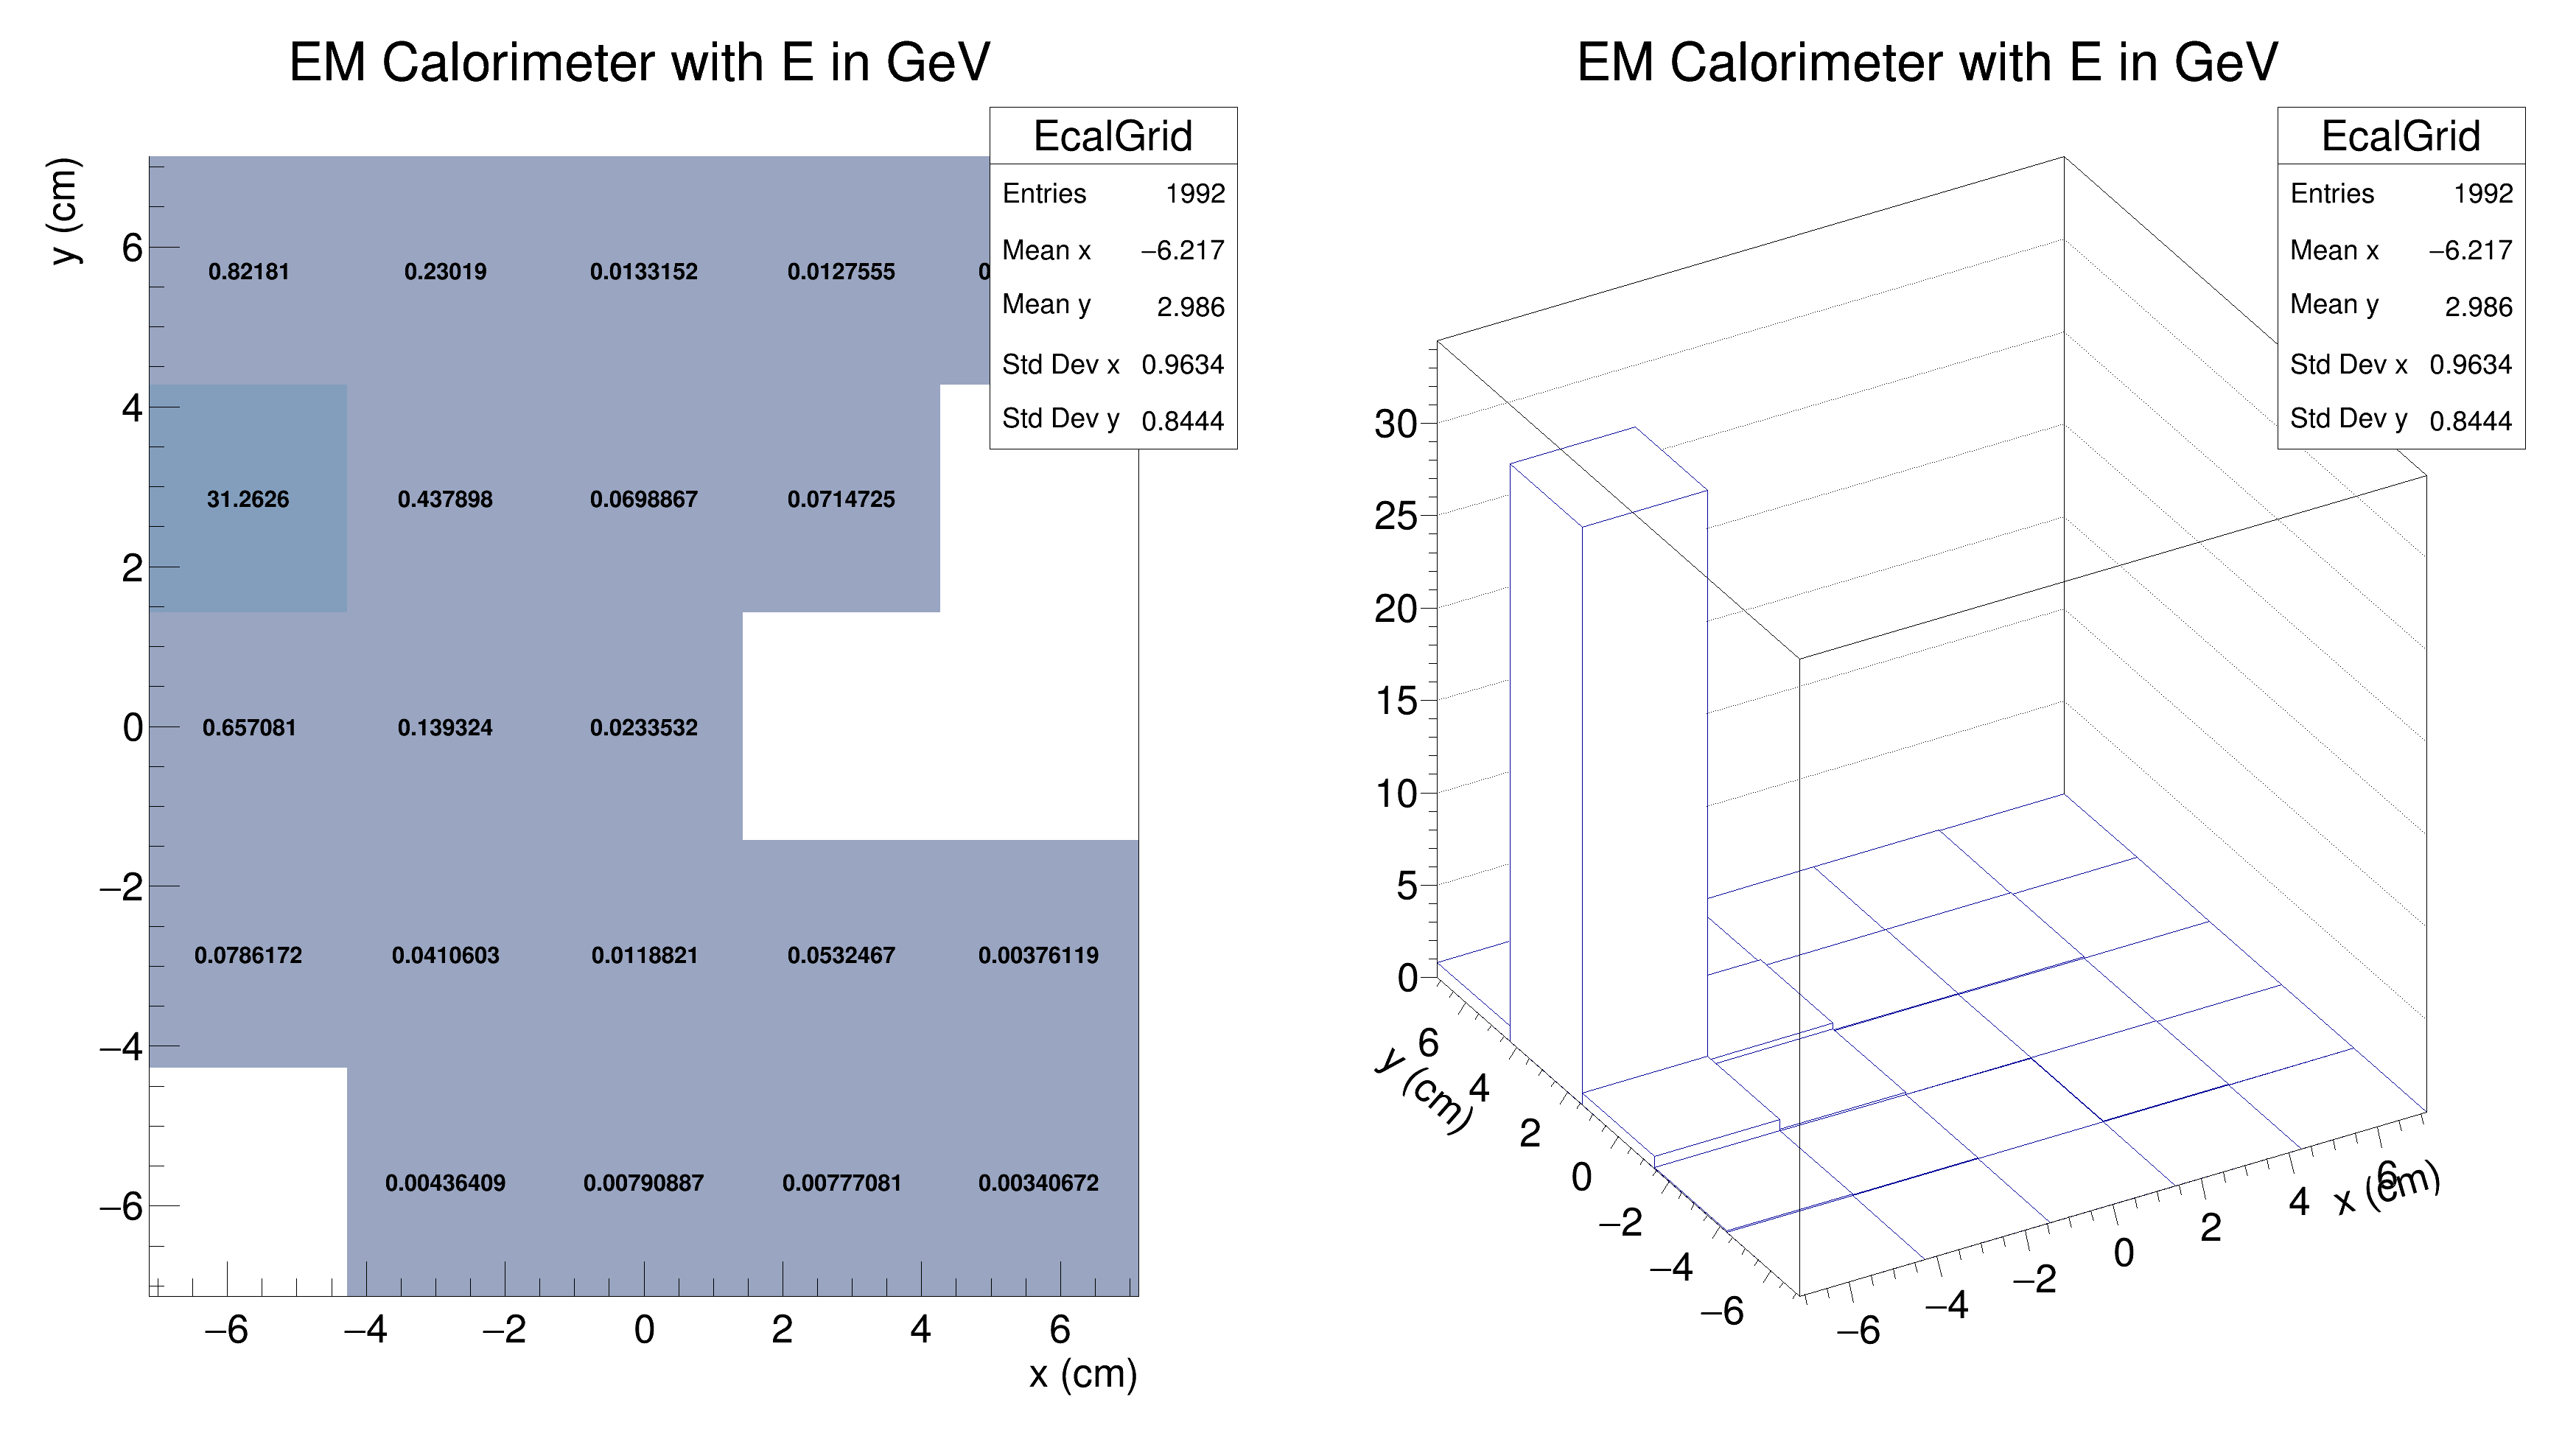 EM Calorimeter with E in GeV
EcalGrid
Entries 1992
Mean x −6.217
Mean y 2.986
Std Dev x 0.9634
Std Dev y 0.8444
y (cm)
6
4
2
0
−2
−4
−6
0.82181 0.23019 0.0133152 0.0127555
31.2626 0.437898 0.0698867 0.0714725
0.657081 0.139324 0.0233532
0.0786172 0.0410603 0.0118821 0.0532467 0.00376119
0.00436409 0.00790887 0.00777081 0.00340672
−6 −4 −2 0 2 4 6
x (cm)
EM Calorimeter with E in GeV
EcalGrid
Entries 1992
Mean x −6.217
Mean y 2.986
Std Dev x 0.9634
Std Dev y 0.8444
30
25
20
15
10
5
0
y (cm)
6
4
2
0
−2
−4
−6
−6 −4 −2 0 2 4 6
x (cm)